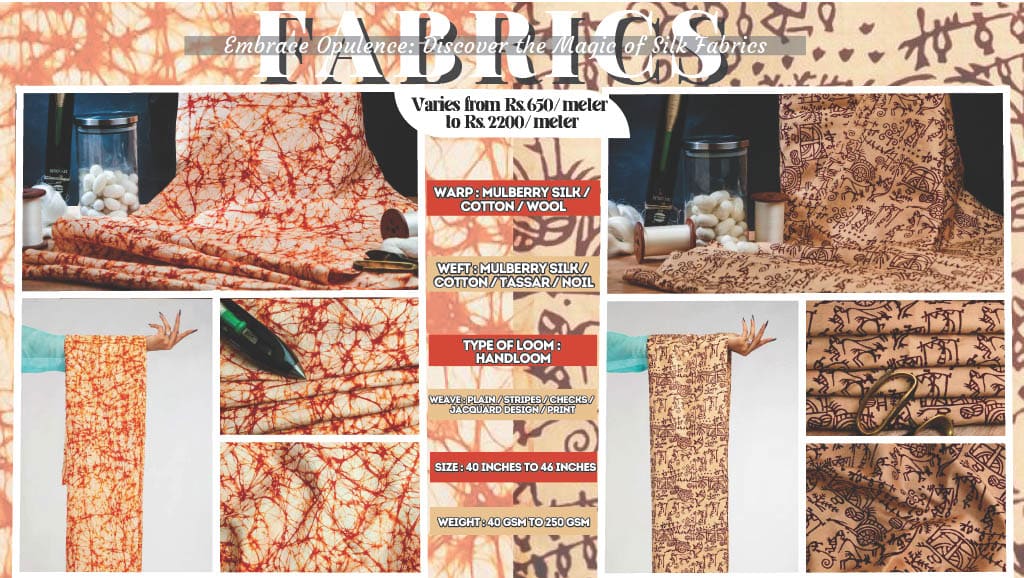 FABRICS
Embrace Opulence: Discover the Magic of Silk Fabrics
Varies from Rs.650/meter
to Rs.2200/meter
WARP : MULBERRY SILK /
COTTON / WOOL
WEFT : MULBERRY SILK /
COTTON / TASSAR / NOIL
TYPE OF LOOM :
HANDLOOM
WEAVE : PLAIN / STRIPES / CHECKS /
JACQUARD DESIGN / PRINT
SIZE : 40 INCHES TO 46 INCHES
WEIGHT : 40 GSM TO 250 GSM